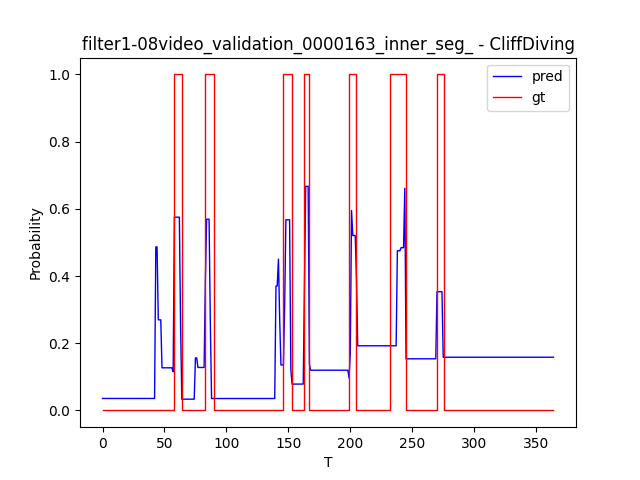 filter1-08video_validation_0000163_inner_seg_ - CliffDiving
pred
gt
Probability
1.0
0.8
0.6
0.4
0.2
0.0
0 50 100 150 200 250 300 350
T